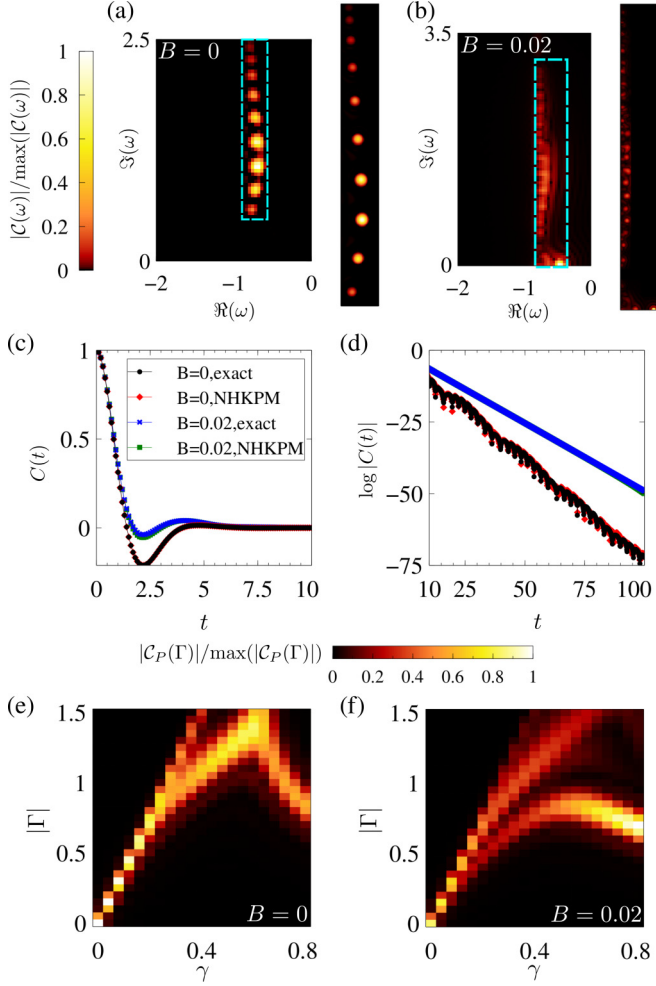 (a)
(b)
|𝒞(ω)|/max(|𝒞(ω)|)
1
0.8
0.6
0.4
0.2
0
2.5
B = 0
ℑ(ω)
0
−2
−1
0
ℜ(ω)
3.5
B = 0.02
ℑ(ω)
0
−2
−1
0
ℜ(ω)
(c)
1
0.5
0
C(t)
B=0,exact
B=0,NHKPM
B=0.02,exact
B=0.02,NHKPM
0
2.5
5
7.5
10
t
(d)
0
−25
−50
−75
log|C(t)|
10
25
50
75
100
t
|𝒞_P(Γ)|/max(|𝒞_P(Γ)|)
0
0.2
0.4
0.6
0.8
1
(e)
1.5
1
0.5
0
|Γ|
B = 0
0
0.4
0.8
γ
(f)
1.5
1
0.5
0
|Γ|
B = 0.02
0
0.4
0.8
γ